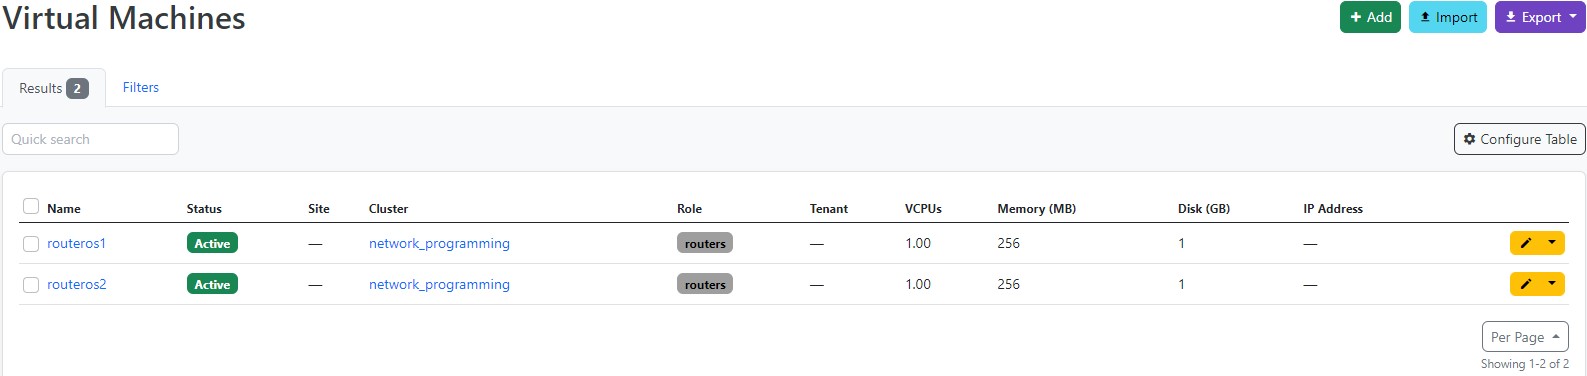 Virtual Machines
Add Import Export
Results 2 Filters
Quick search
Configure Table
Name Status Site Cluster Role Tenant VCPUs Memory (MB) Disk (GB) IP Address
routeros1 Active — network_programming routers — 1.00 256 1 —
routeros2 Active — network_programming routers — 1.00 256 1 —
Per Page
Showing 1-2 of 2